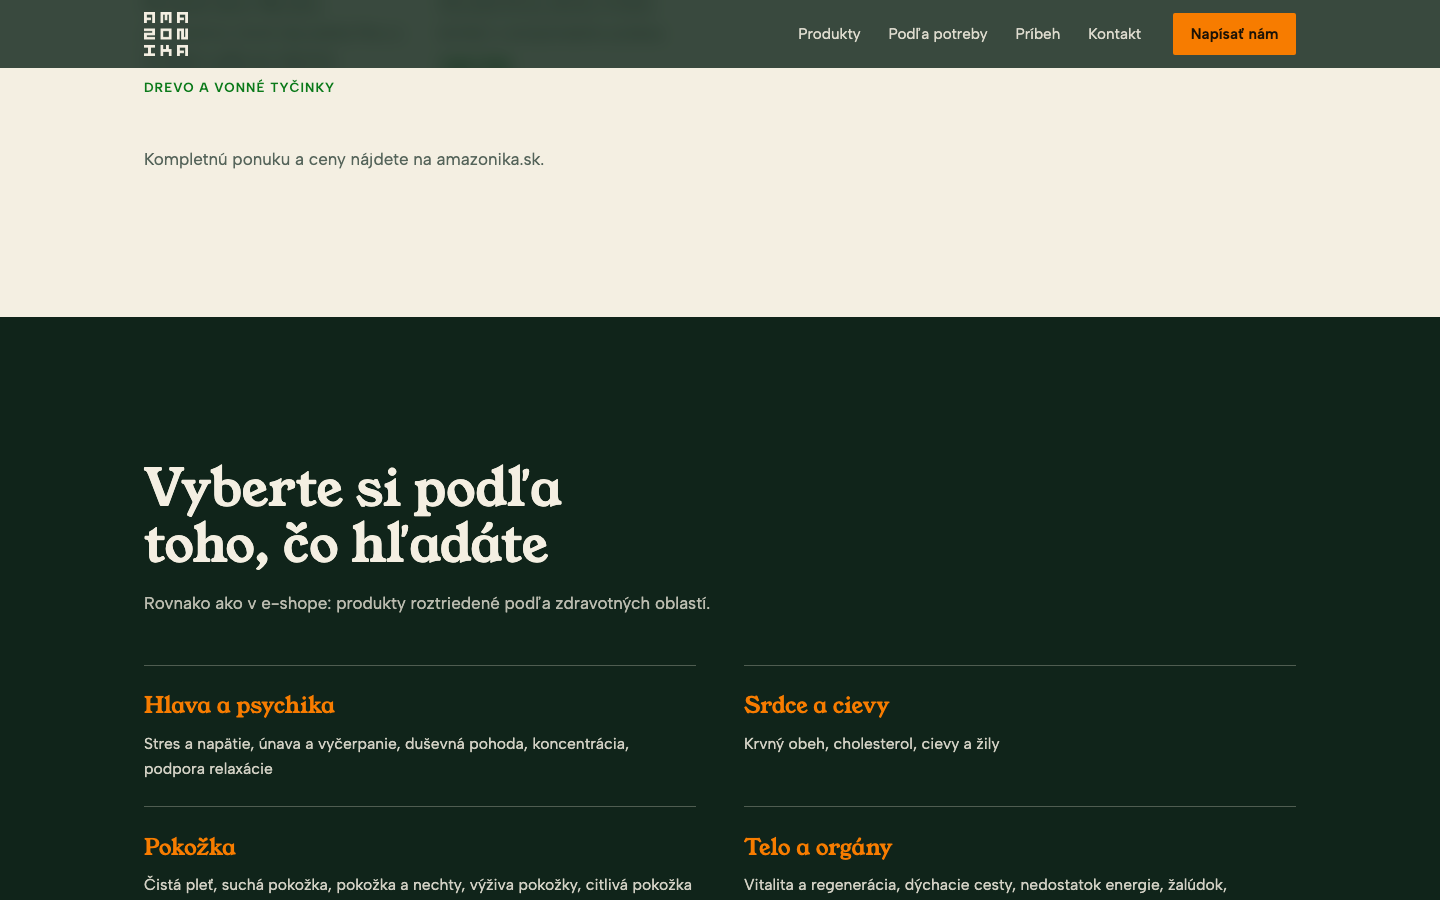 AMA
ZON
IKA
Produkty
Podľa potreby
Príbeh
Kontakt
Napísať nám
DREVO A VONNÉ TYČINKY
Kompletnú ponuku a ceny nájdete na amazonika.sk.
Vyberte si podľa
toho, čo hľadáte
Rovnako ako v e-shope: produkty roztriedené podľa zdravotných oblastí.
Hlava a psychika
Stres a napätie, únava a vyčerpanie, duševná pohoda, koncentrácia,
podpora relaxácie
Srdce a cievy
Krvný obeh, cholesterol, cievy a žily
Pokožka
Čistá pleť, suchá pokožka, pokožka a nechty, výživa pokožky, citlivá pokožka
Telo a orgány
Vitalita a regenerácia, dýchacie cesty, nedostatok energie, žalúdok,